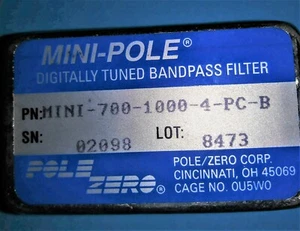 MINI-POLE®
DIGITALLY TUNED BANDPASS FILTER
PN: MINI-700-1000-4-PC-B
SN: 02098 LOT: 8473
POLE ZERO®
POLE/ZERO CORP.
CINCINNATI, OH 45069
CAGE NO. 0U5W0